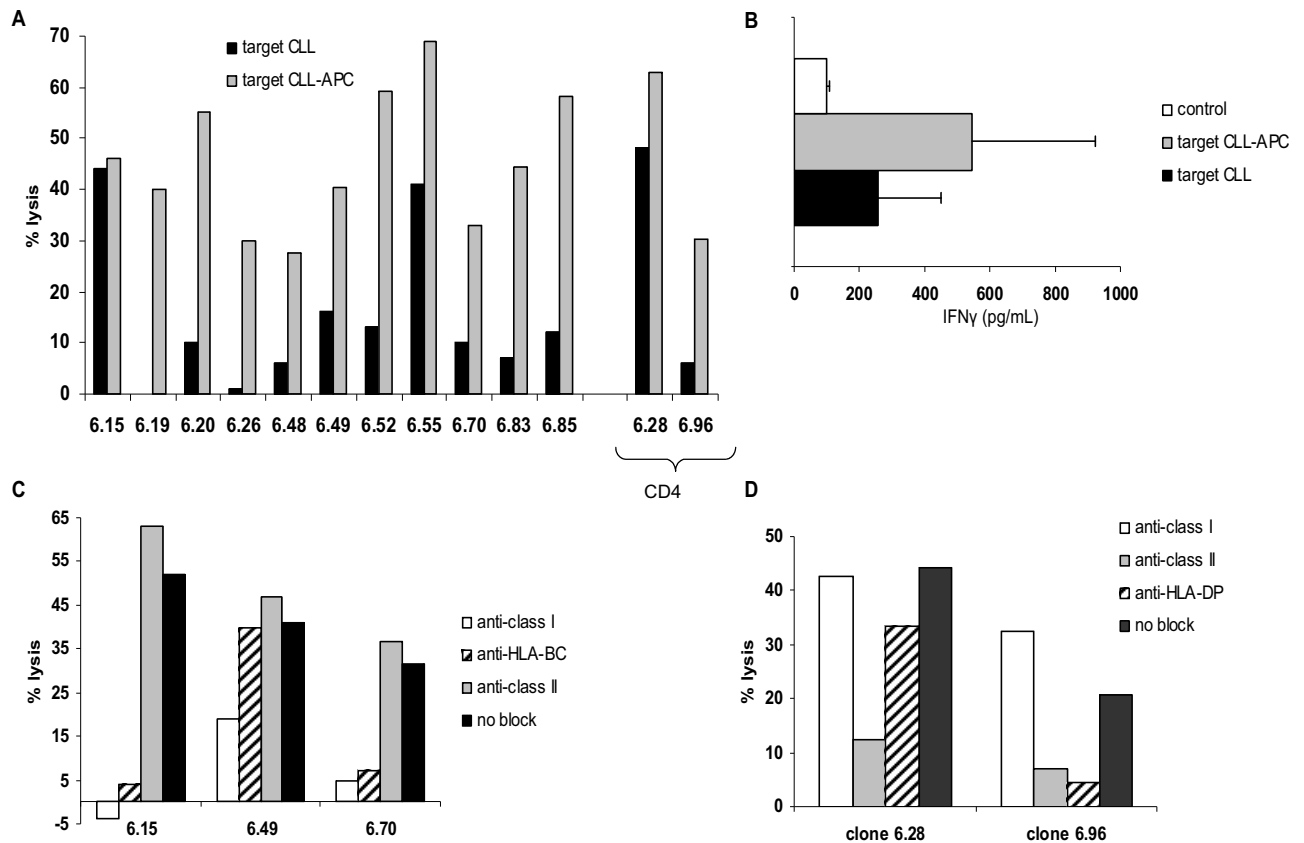 A
% lysis
70
60
50
40
30
20
10
0
target CLL
target CLL-APC
6.15 6.19 6.20 6.26 6.48 6.49 6.52 6.55 6.70 6.83 6.85 6.28 6.96
CD4
B
control
target CLL-APC
target CLL
0 200 400 600 800 1000
IFNγ (pg/mL)
C
% lysis
65
55
45
35
25
15
5
-5
anti-class I
anti-HLA-BC
anti-class II
no block
6.15 6.49 6.70
D
% lysis
50
40
30
20
10
0
anti-class I
anti-class II
anti-HLA-DP
no block
clone 6.28 clone 6.96